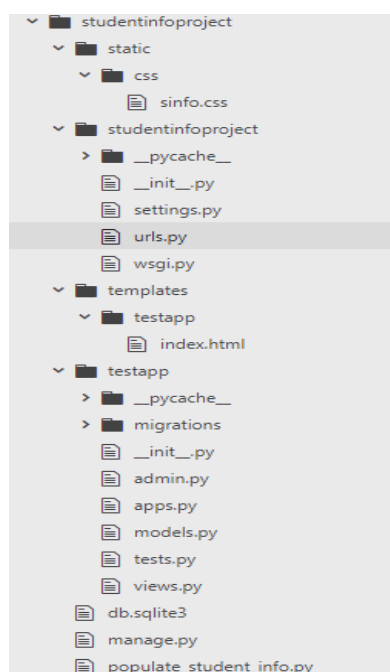 studentinfoproject
static
css
sinfo.css
studentinfoproject
__pycache__
__init__.py
settings.py
urls.py
wsgi.py
templates
testapp
index.html
testapp
__pycache__
migrations
__init__.py
admin.py
apps.py
models.py
tests.py
views.py
db.sqlite3
manage.py
populate_student_info.py